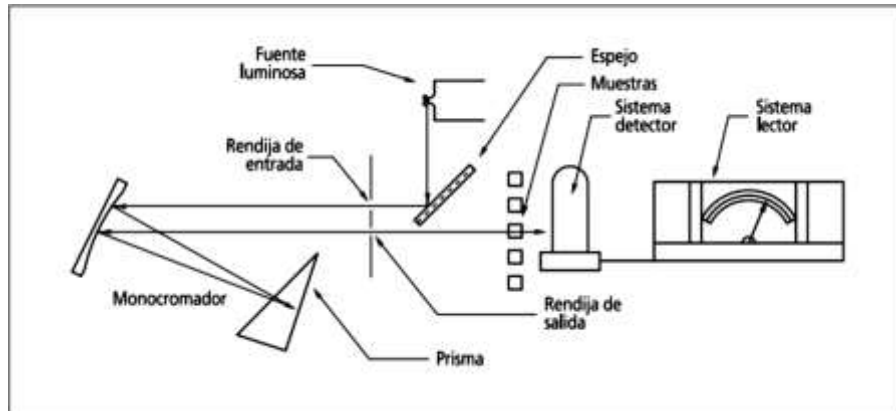 Fuente
luminosa
Espejo
Muestras
Sistema
detector
Sistema
lector
Rendija de
entrada
Monocromador
Rendija de
salida
Prisma